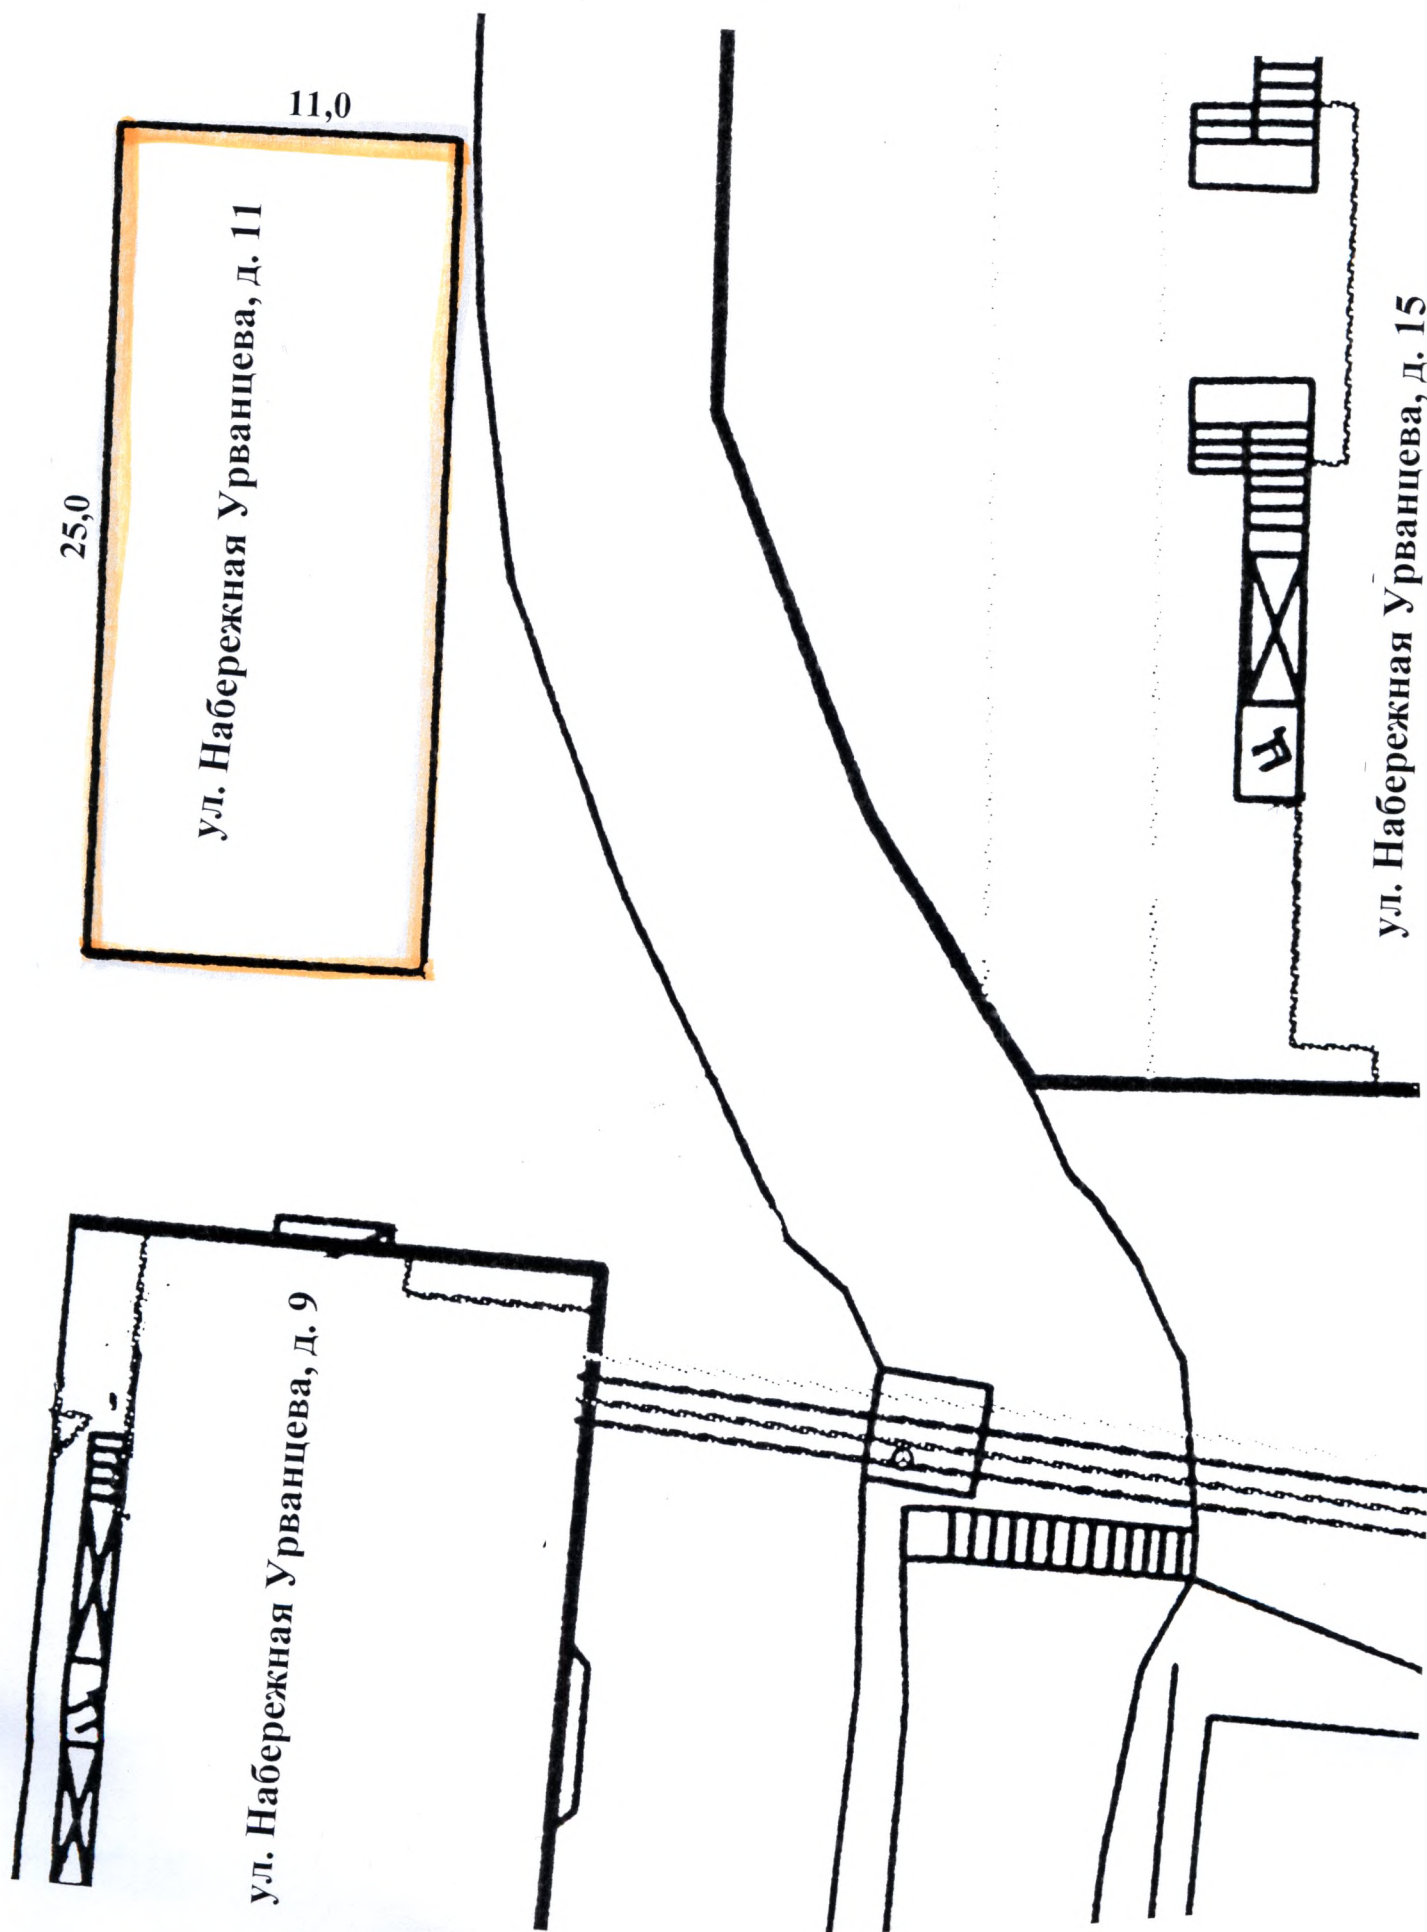 11,0
25,0
ул. Набережная Урванцева, д. 11
ул. Набережная Урванцева, д. 15
ул. Набережная Урванцева, д. 9